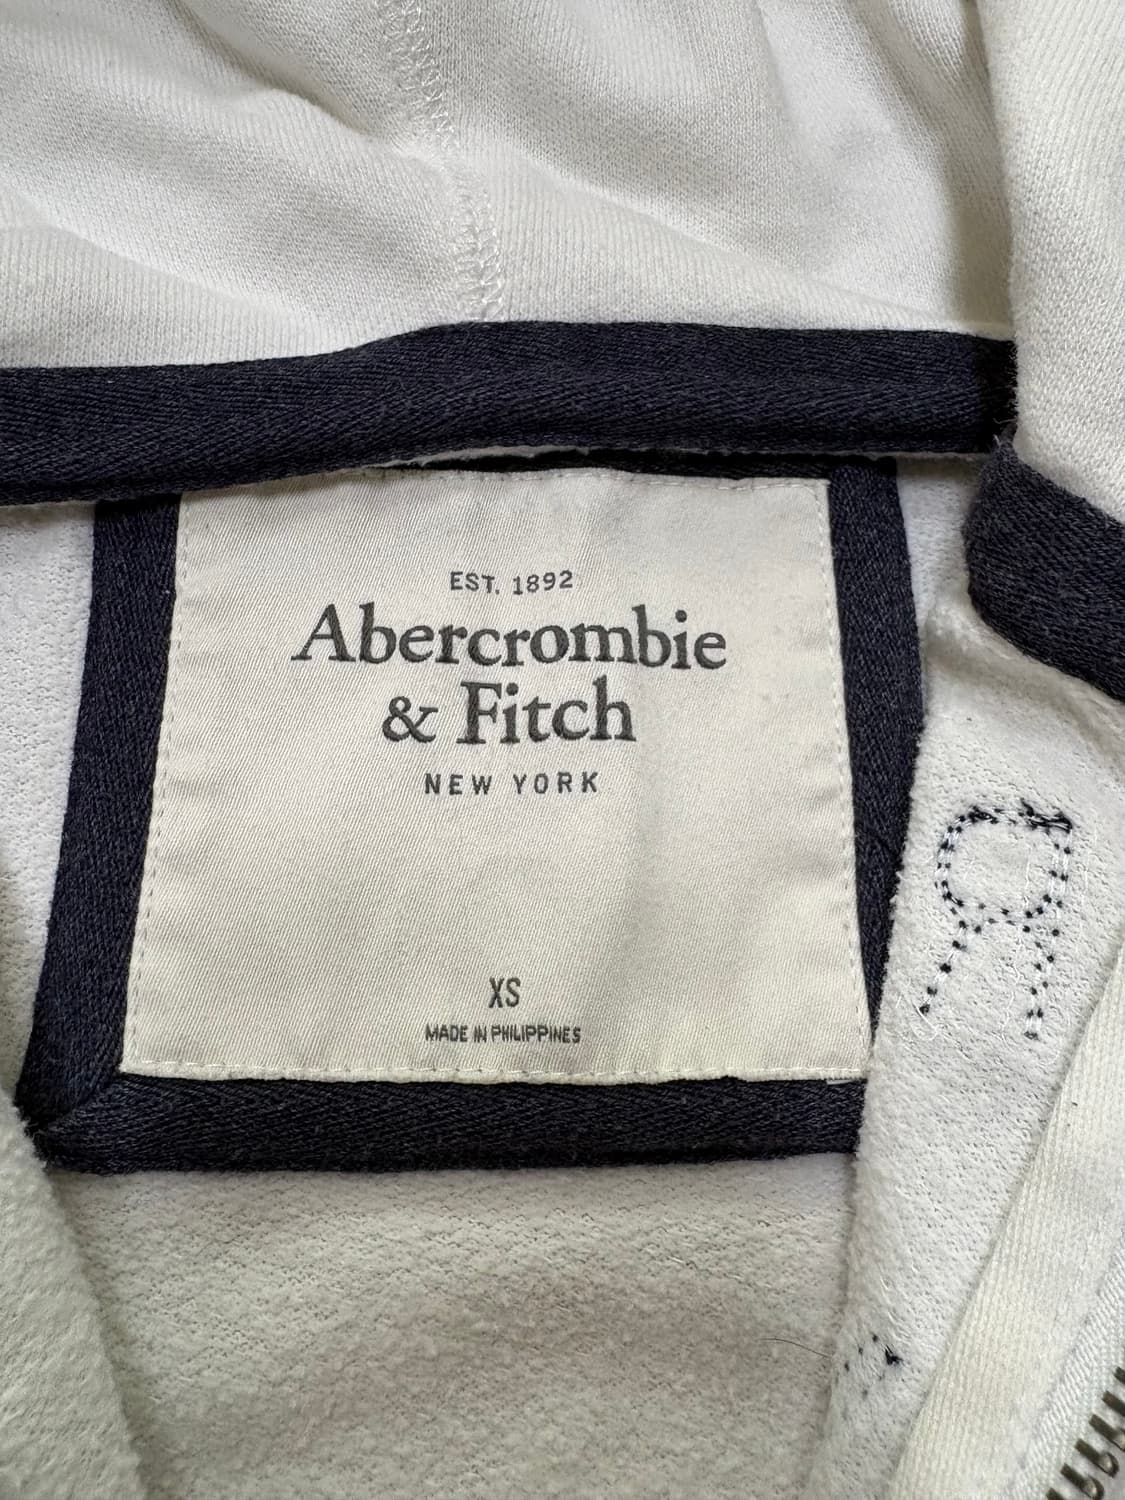 EST. 1892
Abercrombie
& Fitch
NEW YORK
XS
MADE IN PHILIPPINES
R